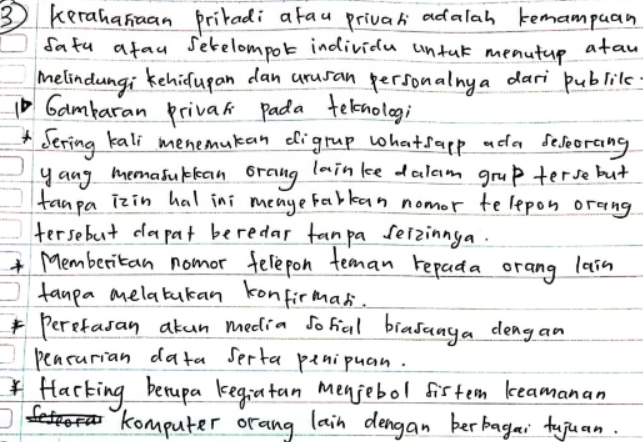 3 Kerahasiaan pribadi atau privasi adalah kemampuan
satu atau sekelompok individu untuk menutup atau
melindungi kehidupan dan urusan personalnya dari publik.
Gambaran privasi pada teknologi
* Sering kali menemukan digrup whatsapp ada seseorang
yang memasukkan orang lain ke dalam grup tersebut
tanpa izin hal ini menyebabkan nomor telepon orang
tersebut dapat beredar tanpa seizinnya.
* Memberikan nomor telepon teman kepada orang lain
tanpa melakukan konfirmasi.
* Peretasan akun media sosial biasanya dengan
pencurian data serta penipuan.
* Hacking berupa kegiatan menjebol sistem keamanan
komputer orang lain dengan berbagai tujuan.